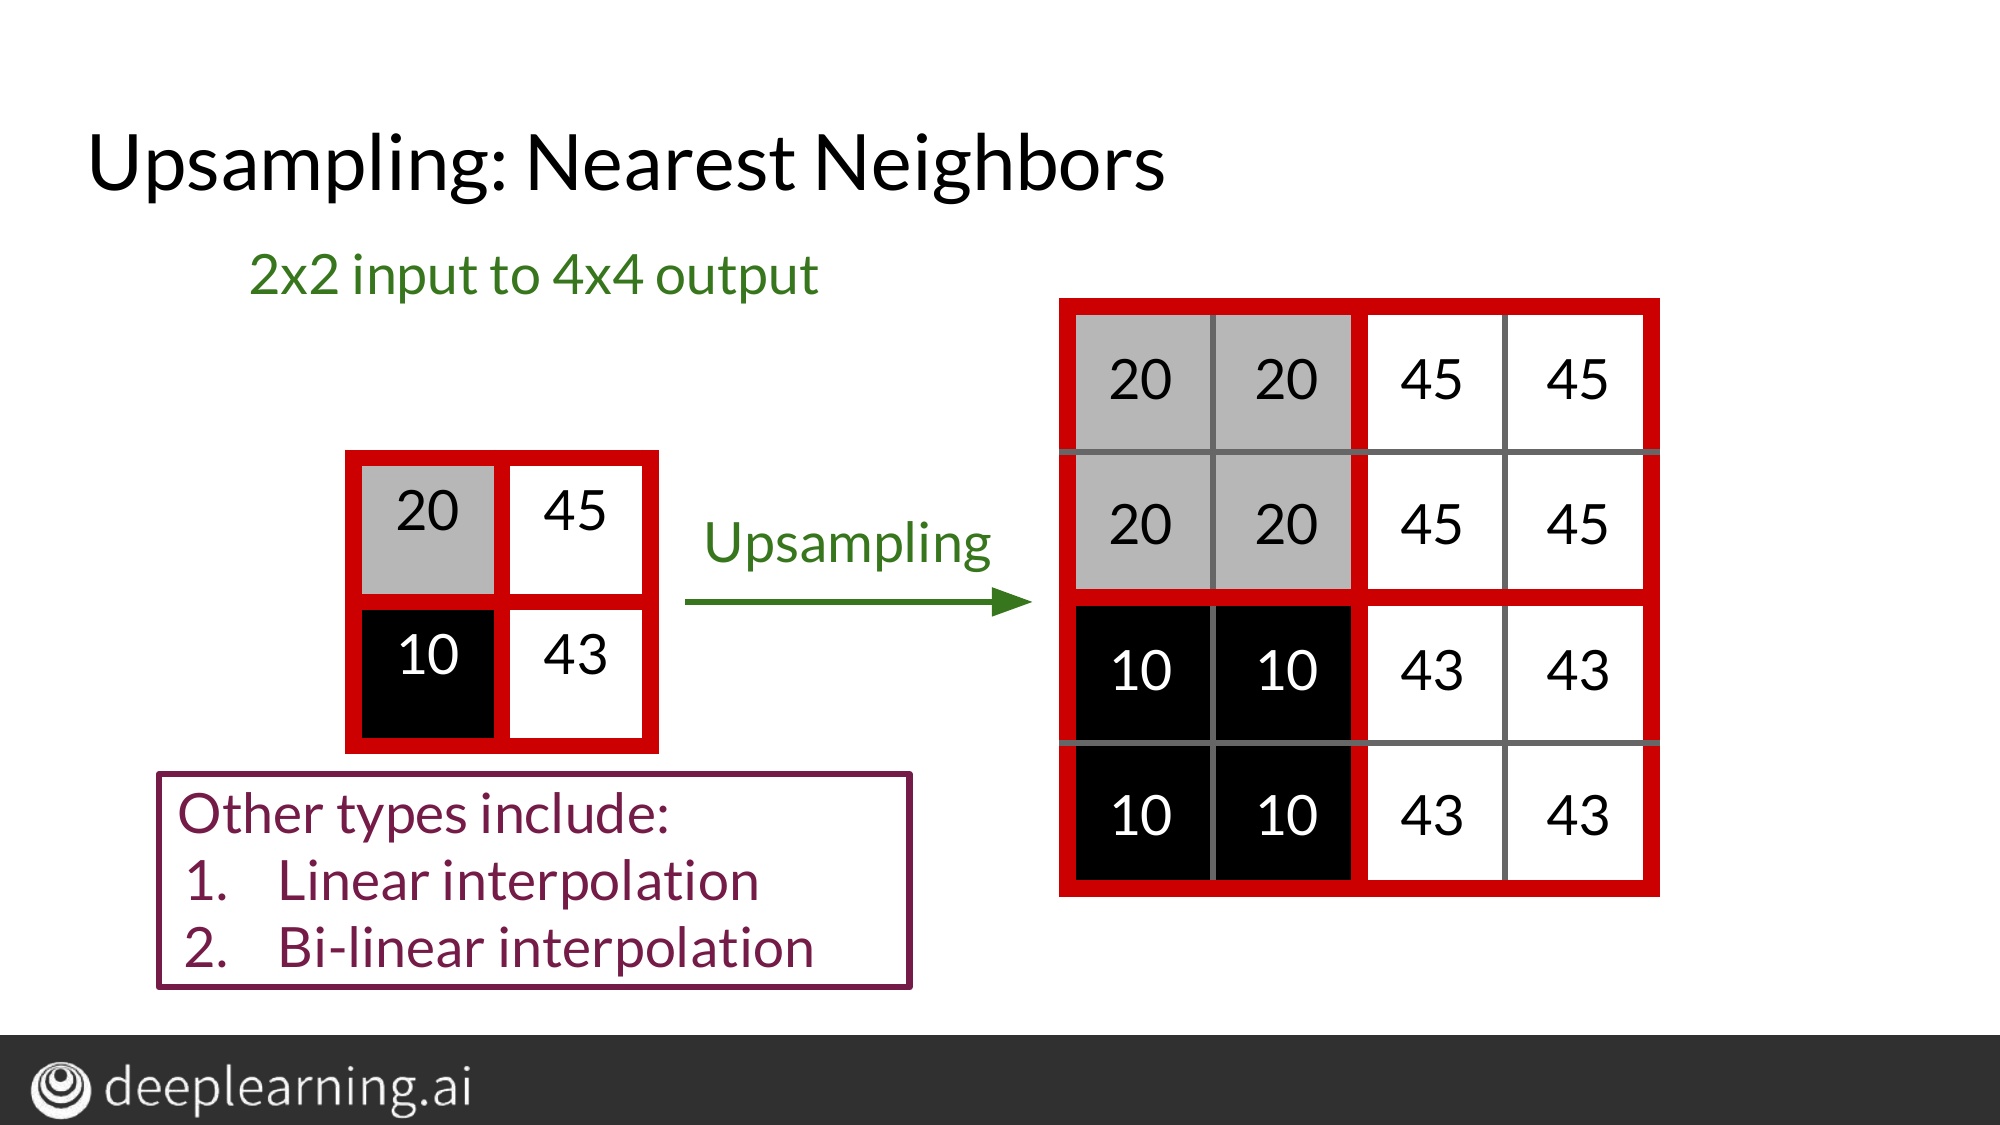 Upsampling: Nearest Neighbors
2x2 input to 4x4 output
20 45
10 43
Upsampling
20 20 45 45
20 20 45 45
10 10 43 43
10 10 43 43
Other types include:
1. Linear interpolation
2. Bi-linear interpolation
deeplearning.ai